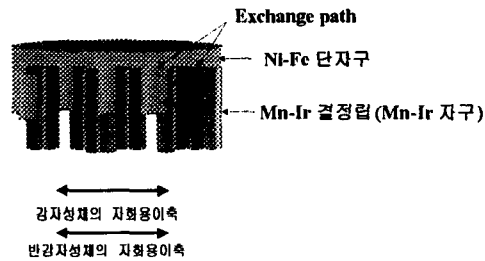 Exchange path
Ni-Fe 단자구
Mn-Ir 결정립 (Mn-Ir 자구)
강자성체의 자화용이축
반강자성체의 자화용이축